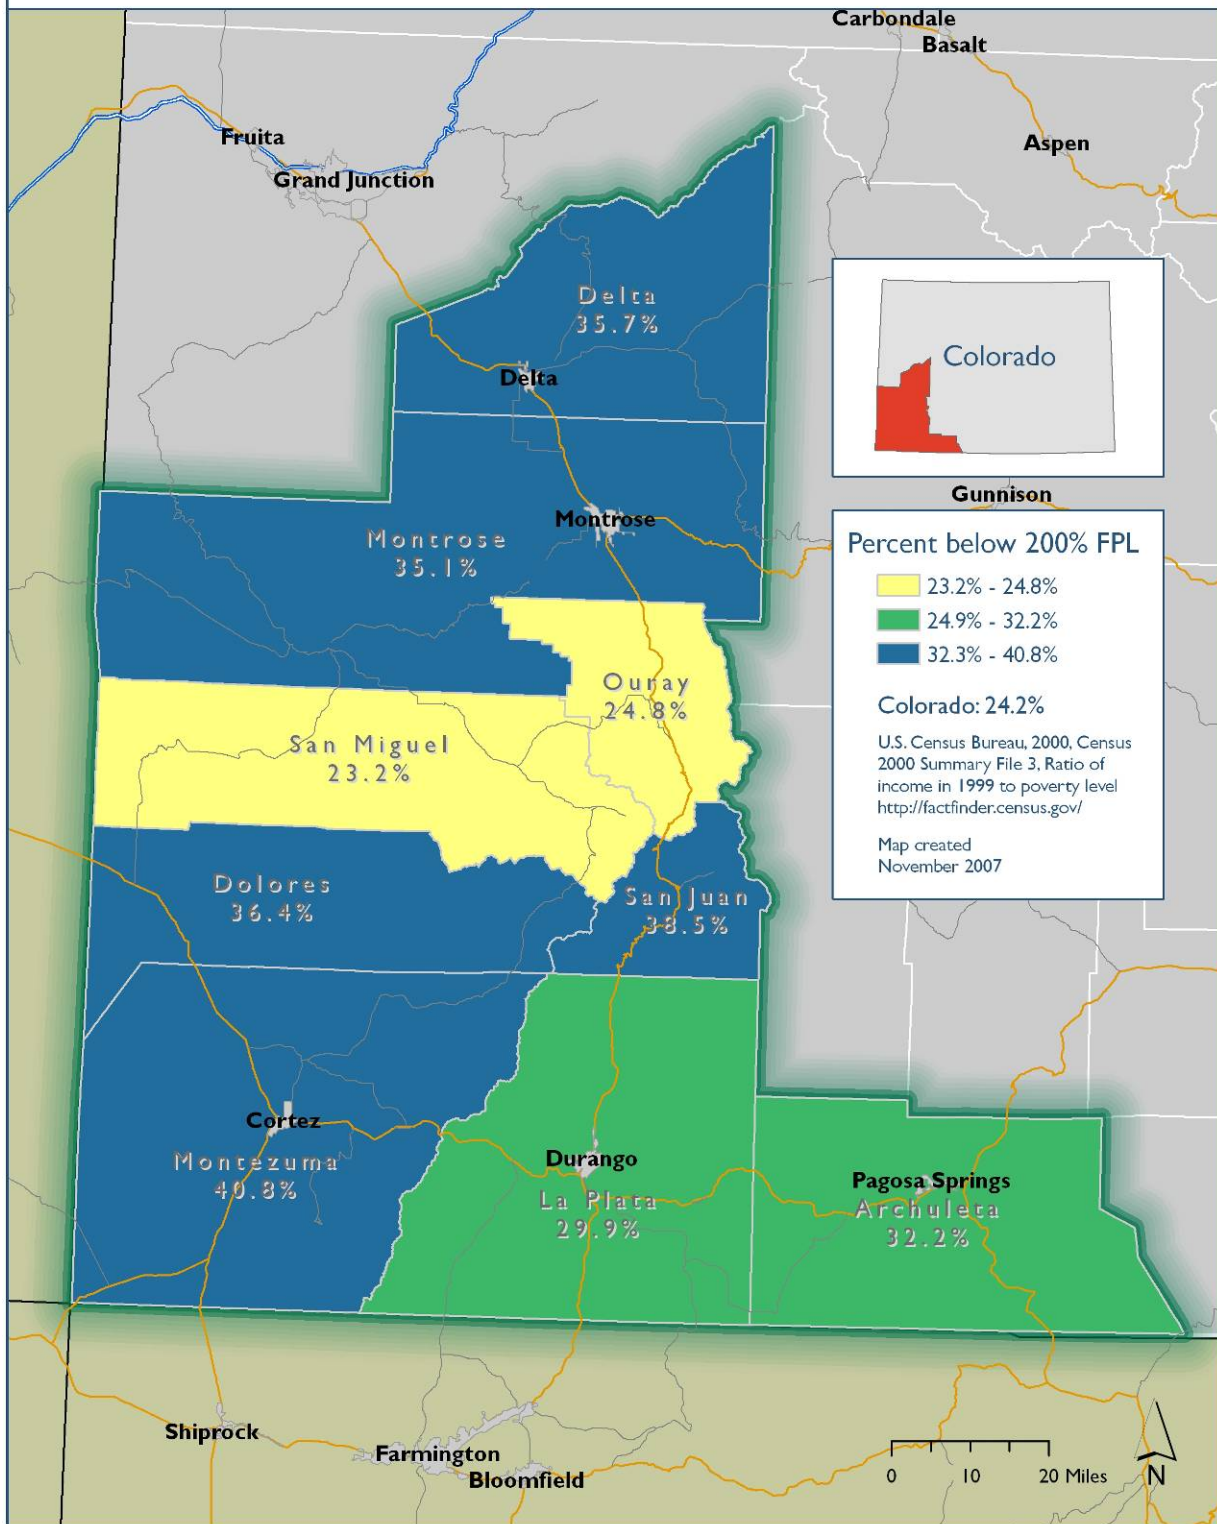 Carbondale
Basalt
Fruita
Aspen
Grand Junction
Delta
35.7%
Colorado
Delta
Gunnison
Montrose
Montrose
35.1%
Percent below 200% FPL
23.2% - 24.8%
24.9% - 32.2%
32.3% - 40.8%
Colorado: 24.2%
U.S. Census Bureau, 2000, Census
2000 Summary File 3, Ratio of
income in 1999 to poverty level
http://factfinder.census.gov/
Map created
November 2007
Ouray
24.8%
San Miguel
23.2%
Dolores
36.4%
San Juan
38.5%
Cortez
Montezuma
40.8%
Durango
La Plata
29.9%
Pagosa Springs
Archuleta
32.2%
Shiprock
Farmington
Bloomfield
0 10 20 Miles
N